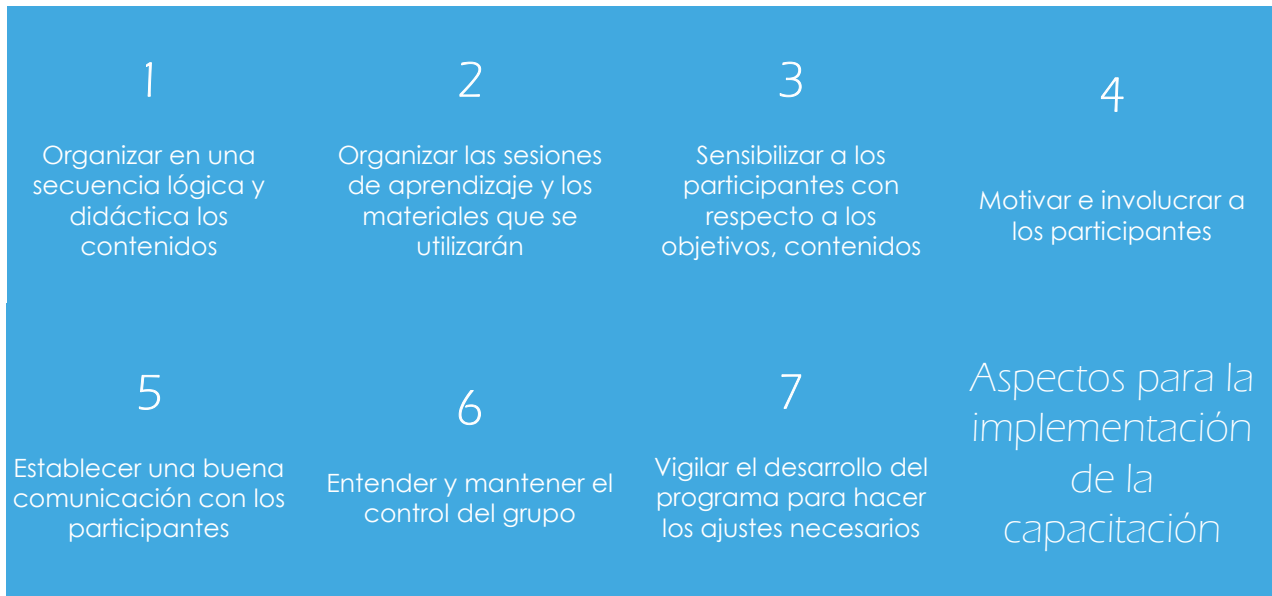 1
Organizar en una
secuencia lógica y
didáctica los
contenidos
2
Organizar las sesiones
de aprendizaje y los
materiales que se
utilizarán
3
Sensibilizar a los
participantes con
respecto a los
objetivos, contenidos
4
Motivar e involucrar a
los participantes
5
Establecer una buena
comunicación con los
participantes
6
Entender y mantener el
control del grupo
7
Vigilar el desarrollo del
programa para hacer
los ajustes necesarios
Aspectos para la
implementación
de la
capacitación